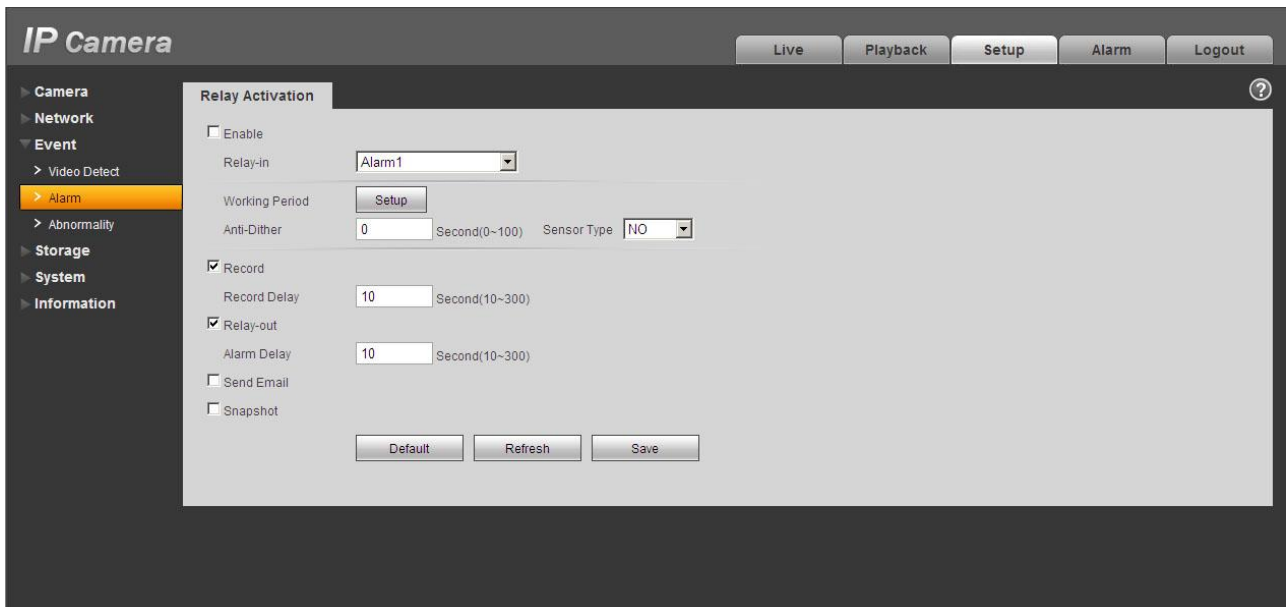 IP Camera
Live Playback Setup Alarm Logout
Camera
Network
Event
> Video Detect
> Alarm
> Abnormality
Storage
System
Information
Relay Activation ?
Enable
Relay-in Alarm1
Working Period Setup
Anti-Dither 0 Second(0~100) Sensor Type NO
Record
Record Delay 10 Second(10~300)
Relay-out
Alarm Delay 10 Second(10~300)
Send Email
Snapshot
Default Refresh Save